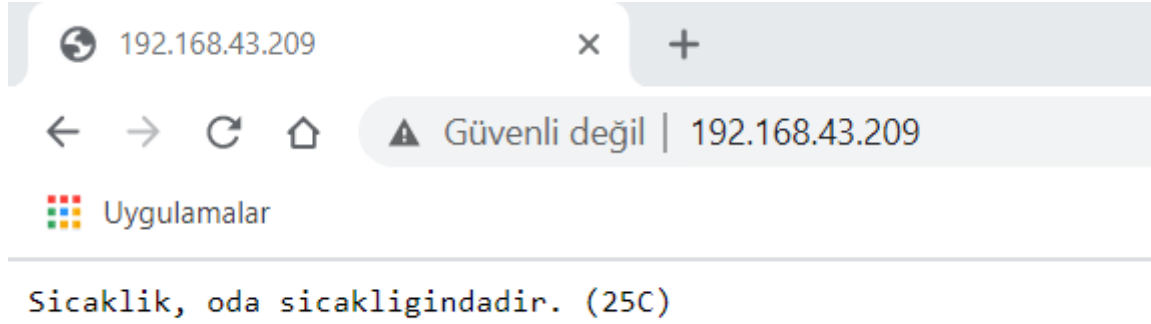 192.168.43.209
Güvenli değil | 192.168.43.209
Uygulamalar
Sicaklik, oda sicakligindadir. (25C)